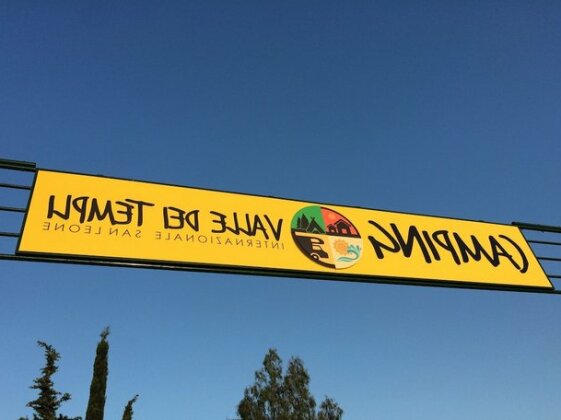 CAMPING VALLE DEI TEMPLI
INTERNAZIONALE SAN LEONE